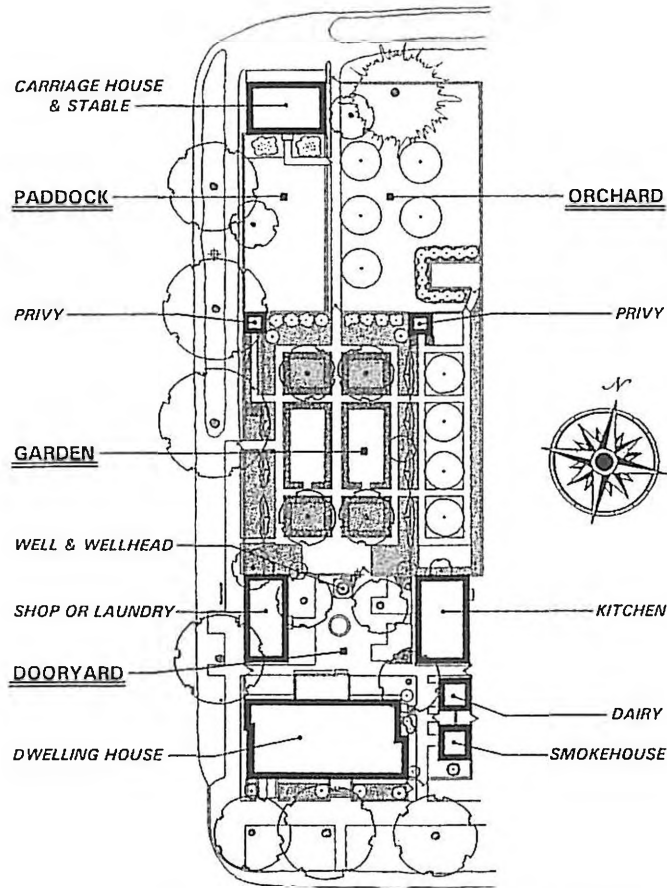 CARRIAGE HOUSE
& STABLE
PADDOCK
ORCHARD
PRIVY
PRIVY
N
GARDEN
WELL & WELLHEAD
SHOP OR LAUNDRY
KITCHEN
DOORYARD
DAIRY
DWELLING HOUSE
SMOKEHOUSE